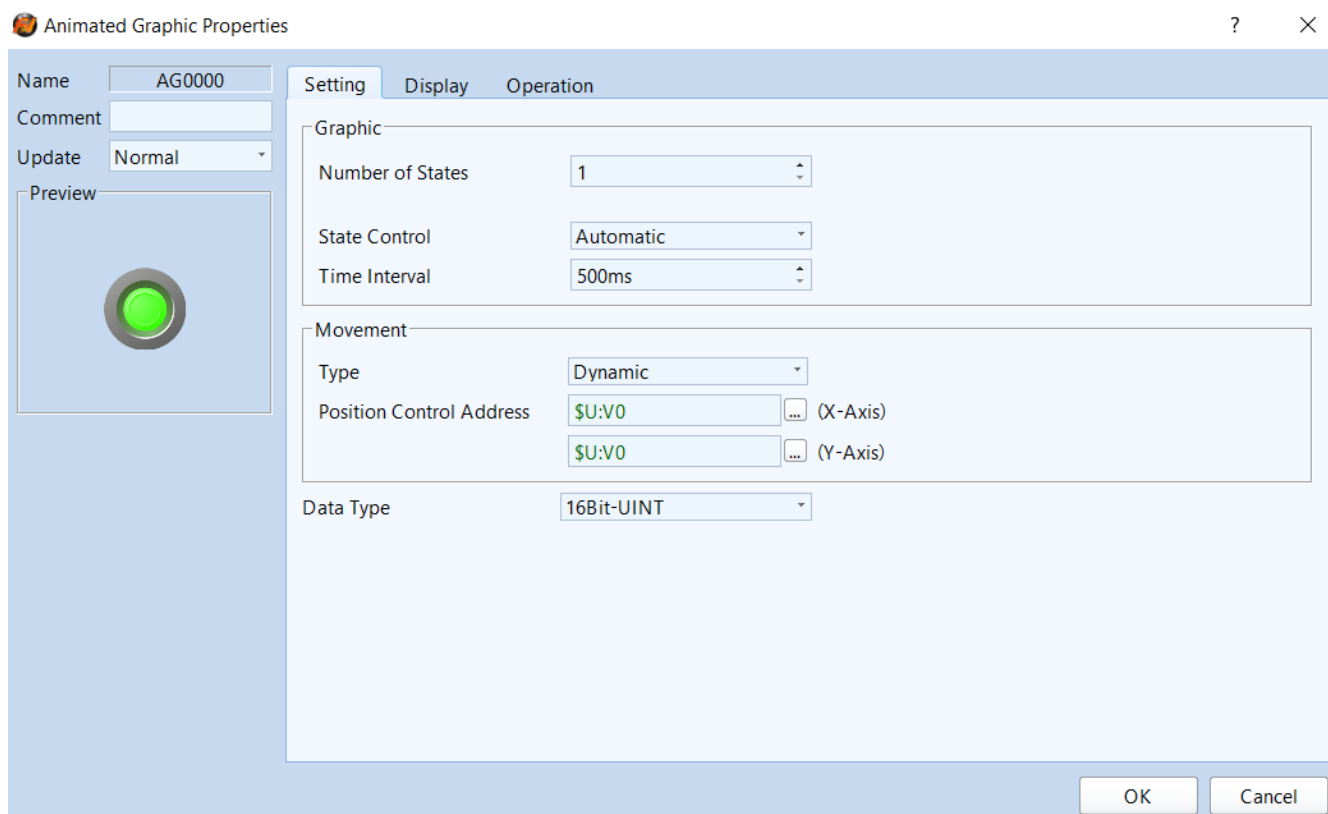 Animated Graphic Properties ? ×
Name AG0000
Comment
Update Normal
Preview
Setting Display Operation
Graphic
Number of States 1
State Control Automatic
Time Interval 500ms
Movement
Type Dynamic
Position Control Address $U:V0 ... (X-Axis)
$U:V0 ... (Y-Axis)
Data Type 16Bit-UINT
OK Cancel